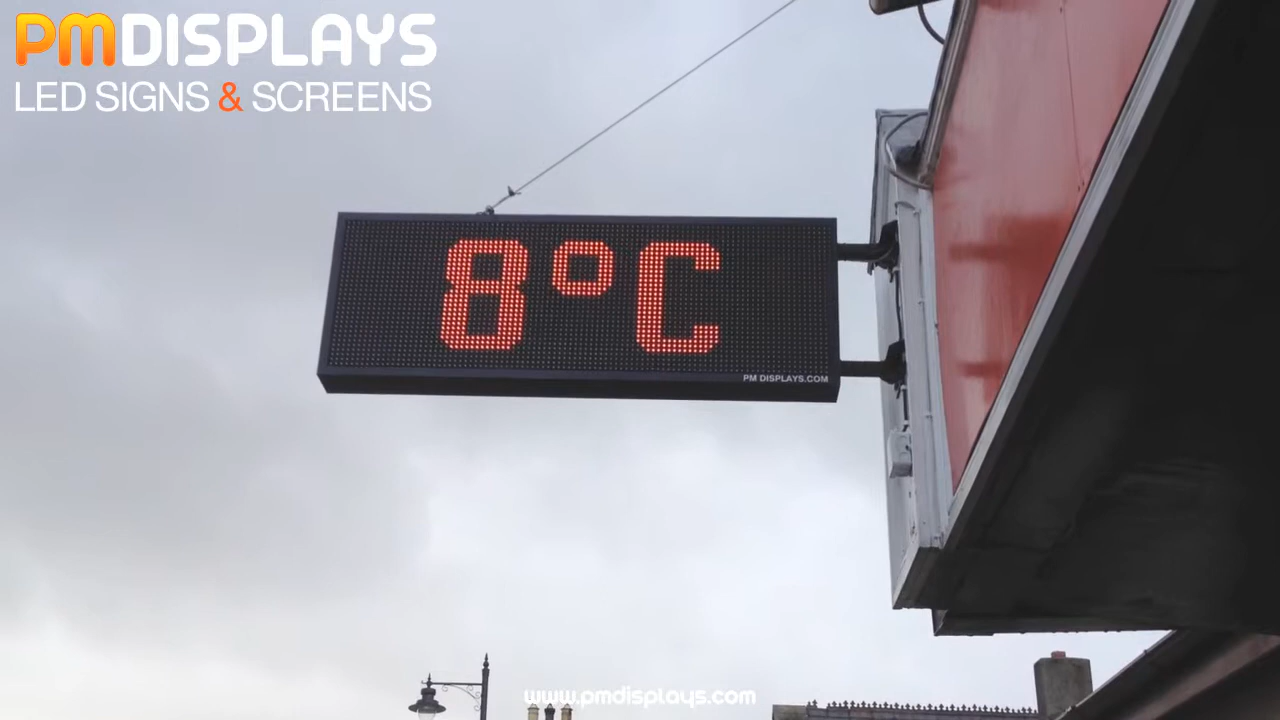 PMDISPLAYS
LED SIGNS & SCREENS
8°C
PM DISPLAYS.COM
www.pmdisplays.com